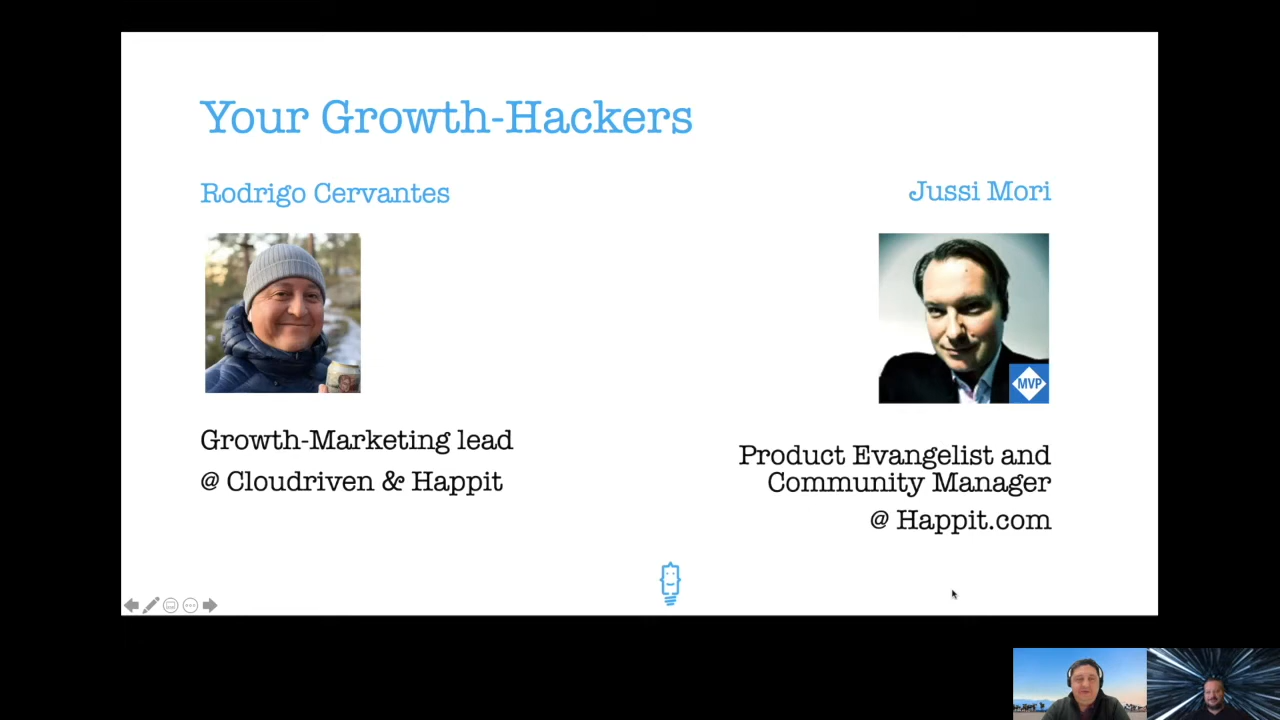 Your Growth-Hackers
Rodrigo Cervantes
Jussi Mori
MVP
Growth-Marketing lead
@ Cloudriven & Happit
Product Evangelist and
Community Manager
@ Happit.com